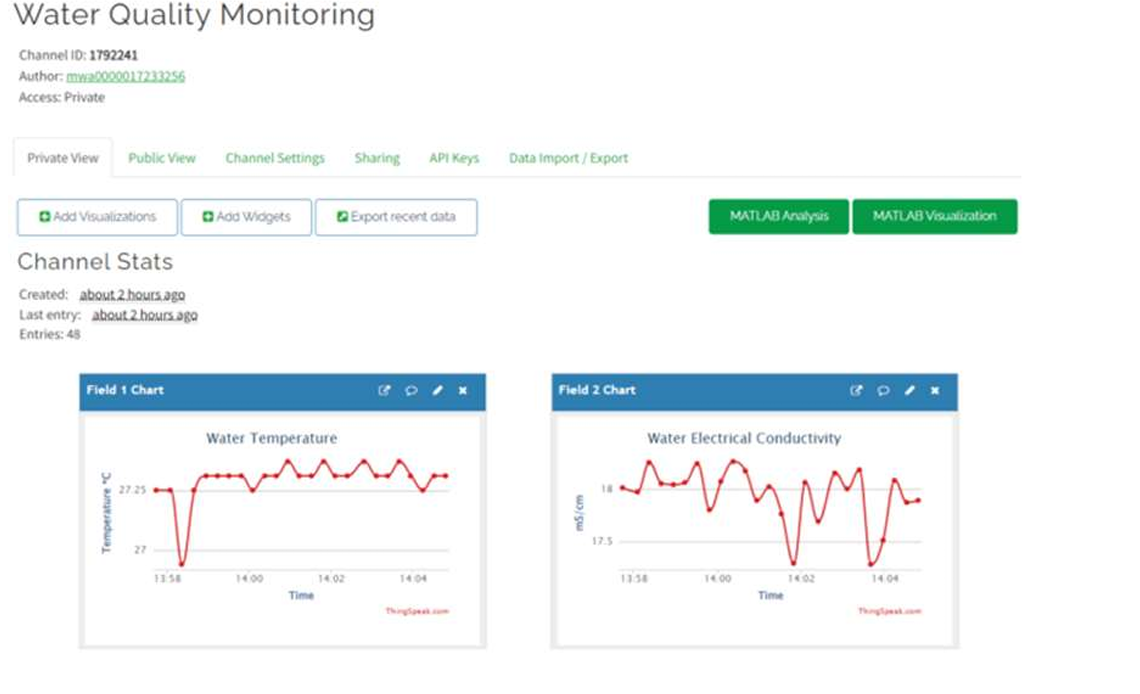 Water Quality Monitoring
Channel ID: 1792241
Author: mwa0000017233256
Access: Private
Private View Public View Channel Settings Sharing API Keys Data Import / Export
Add Visualizations Add Widgets Export recent data MATLAB Analysis MATLAB Visualization
Channel Stats
Created: about 2 hours ago
Last entry: about 2 hours ago
Entries: 48
Field 1 Chart
Water Temperature
Temperature °C
27.25
27
13:58 14:00 14:02 14:04
Time
ThingSpeak.com
Field 2 Chart
Water Electrical Conductivity
mS/cm
18
17.5
13:58 14:00 14:02 14:04
Time
ThingSpeak.com